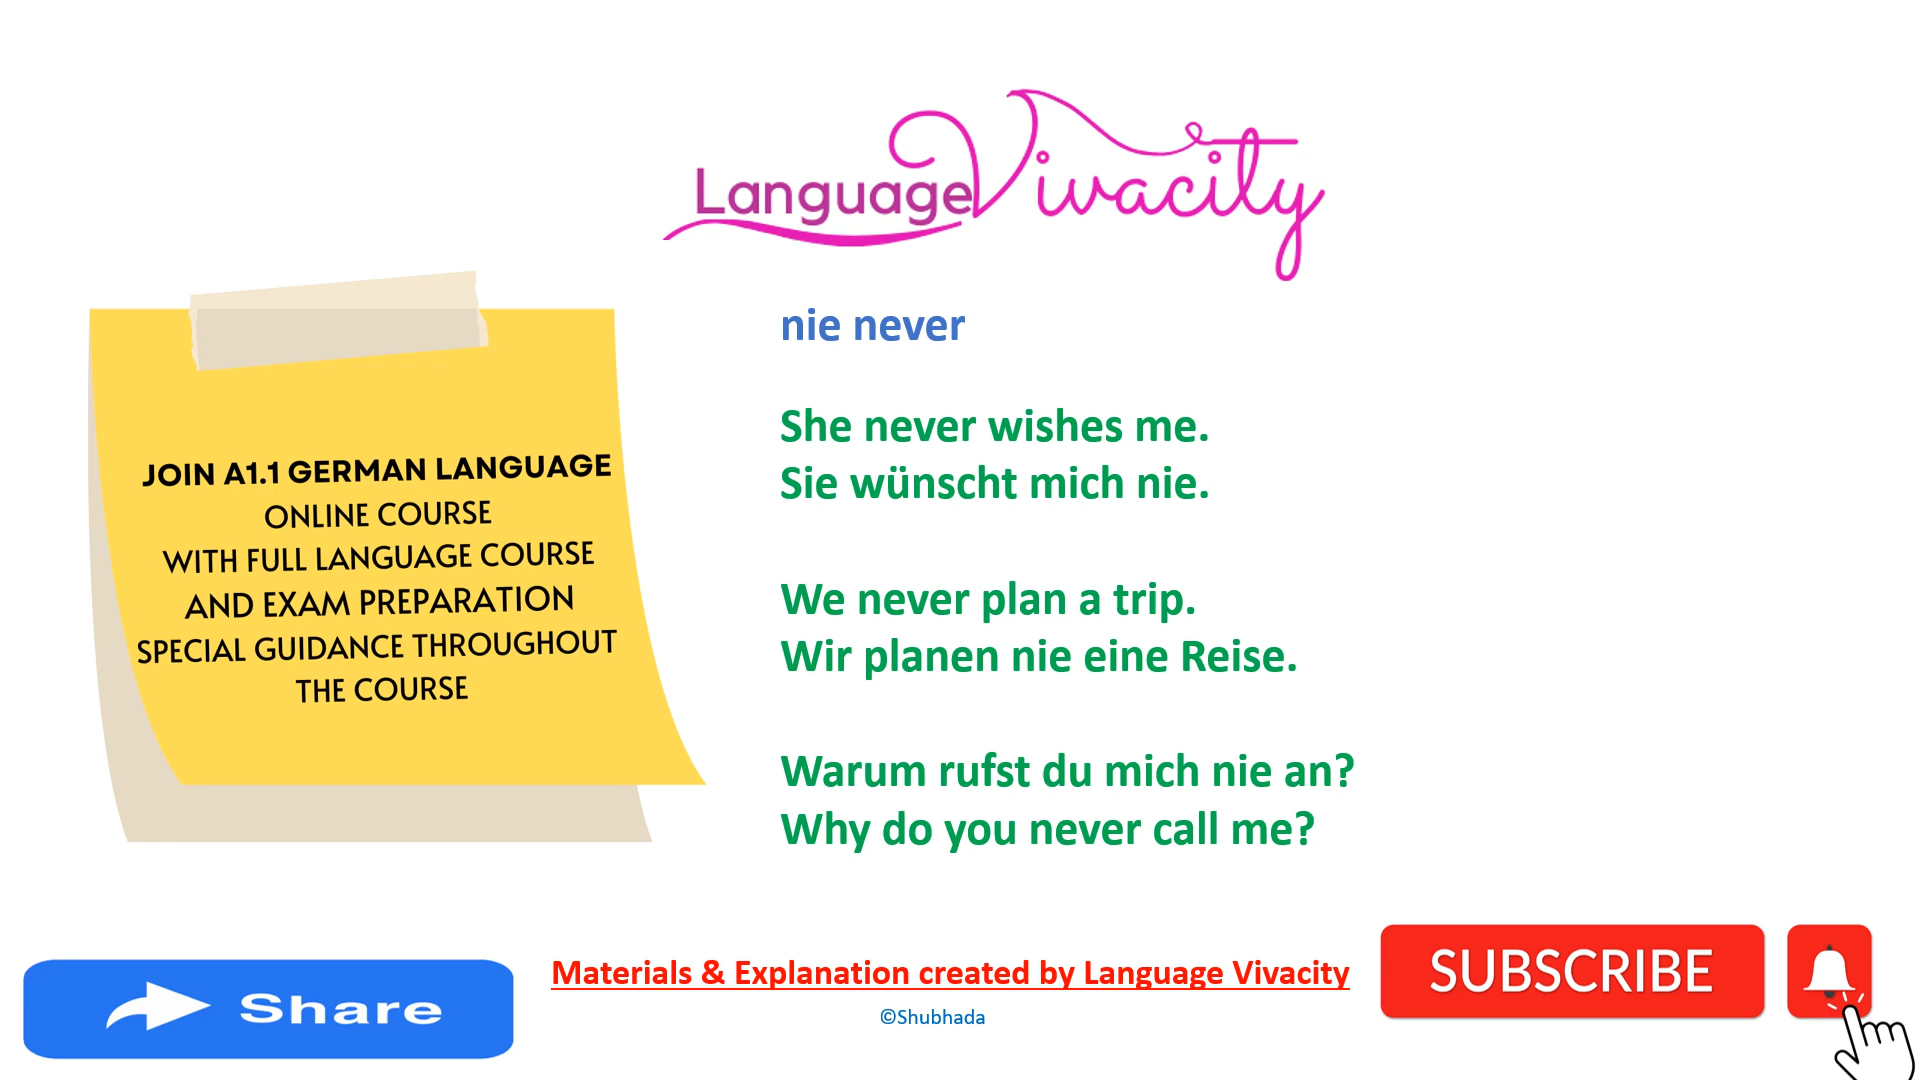 Language Vivacity
nie never
She never wishes me.
Sie wünscht mich nie.
We never plan a trip.
Wir planen nie eine Reise.
Warum rufst du mich nie an?
Why do you never call me?
JOIN A1.1 GERMAN LANGUAGE
ONLINE COURSE
WITH FULL LANGUAGE COURSE
AND EXAM PREPARATION
SPECIAL GUIDANCE THROUGHOUT
THE COURSE
Share
Materials & Explanation created by Language Vivacity
©Shubhada
SUBSCRIBE